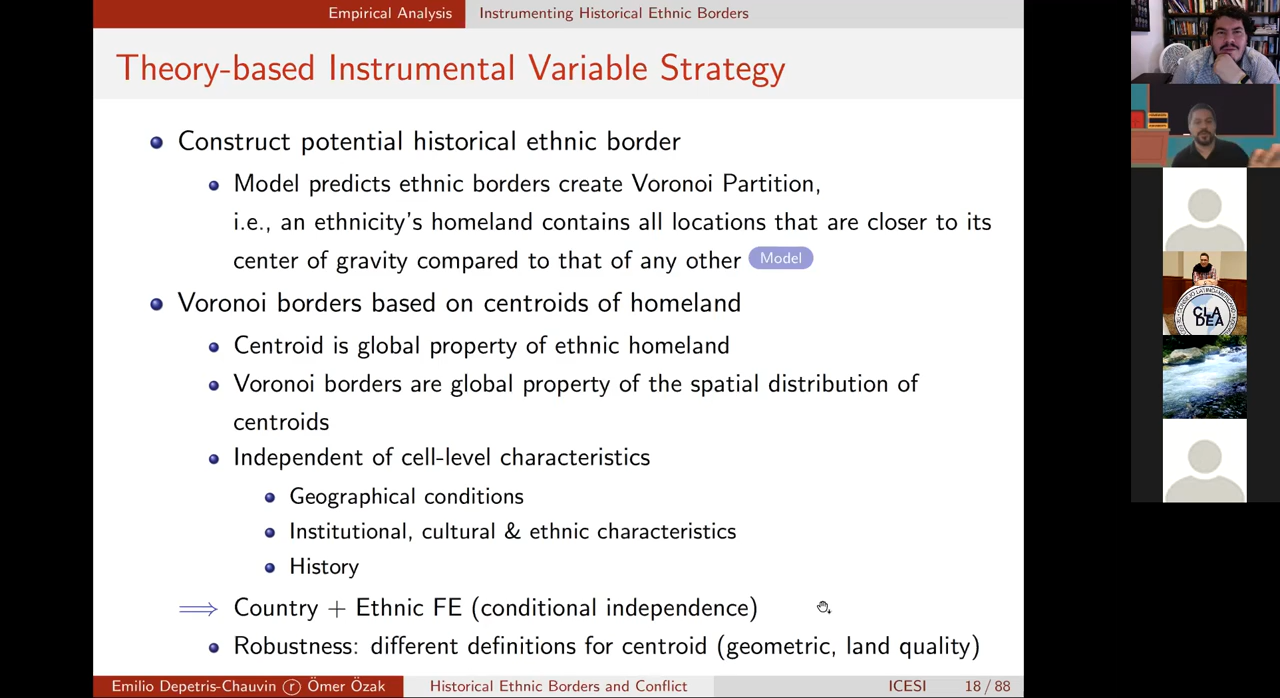 Empirical Analysis Instrumenting Historical Ethnic Borders
Theory-based Instrumental Variable Strategy
Construct potential historical ethnic border
Model predicts ethnic borders create Voronoi Partition,
i.e., an ethnicity's homeland contains all locations that are closer to its
center of gravity compared to that of any other Model
Voronoi borders based on centroids of homeland
Centroid is global property of ethnic homeland
Voronoi borders are global property of the spatial distribution of
centroids
Independent of cell-level characteristics
Geographical conditions
Institutional, cultural & ethnic characteristics
History
⟹ Country + Ethnic FE (conditional independence)
Robustness: different definitions for centroid (geometric, land quality)
Emilio Depetris-Chauvin ⓡ Ömer Özak Historical Ethnic Borders and Conflict ICESI 18 / 88
CLA
DEA